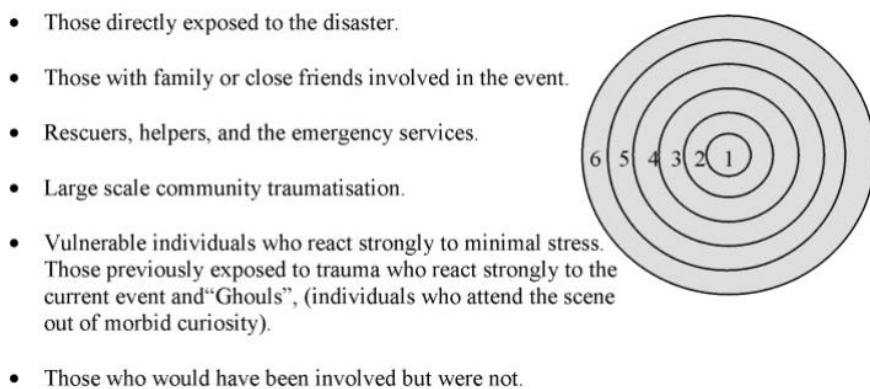 • Those directly exposed to the disaster.
• Those with family or close friends involved in the event.
• Rescuers, helpers, and the emergency services.
6 5 4 3 2 1
• Large scale community traumatisation.
• Vulnerable individuals who react strongly to minimal stress.
Those previously exposed to trauma who react strongly to the
current event and“Ghouls”, (individuals who attend the scene
out of morbid curiosity).
• Those who would have been involved but were not.